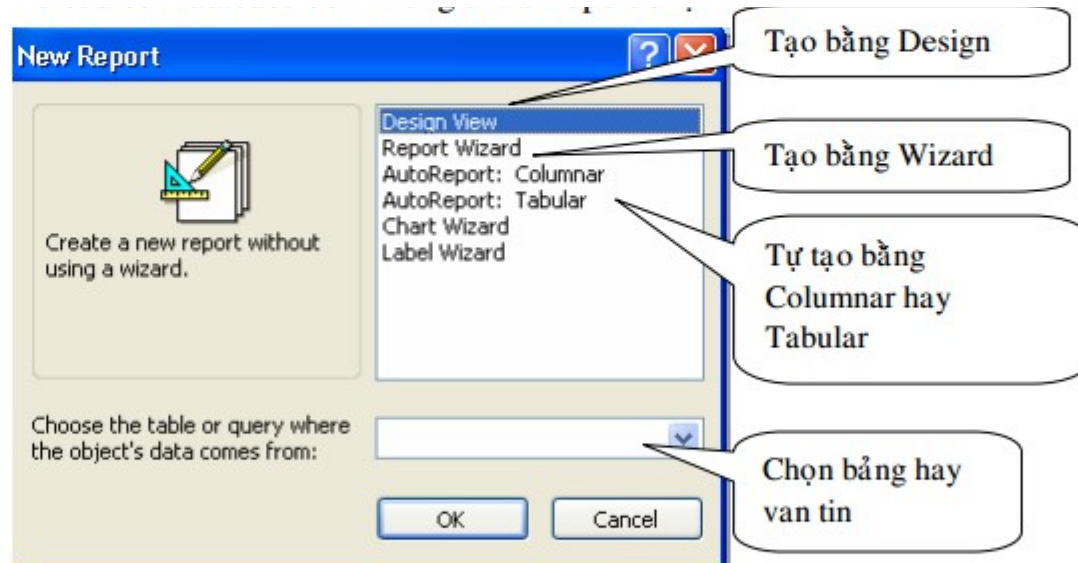 New Report
Tạo bằng Design
Design View
Report Wizard
AutoReport: Columnar
AutoReport: Tabular
Chart Wizard
Label Wizard
Tạo bằng Wizard
Create a new report without
using a wizard.
Tự tạo bằng
Columnar hay
Tabular
Choose the table or query where
the object's data comes from:
Chọn bảng hay
van tin
OK
Cancel